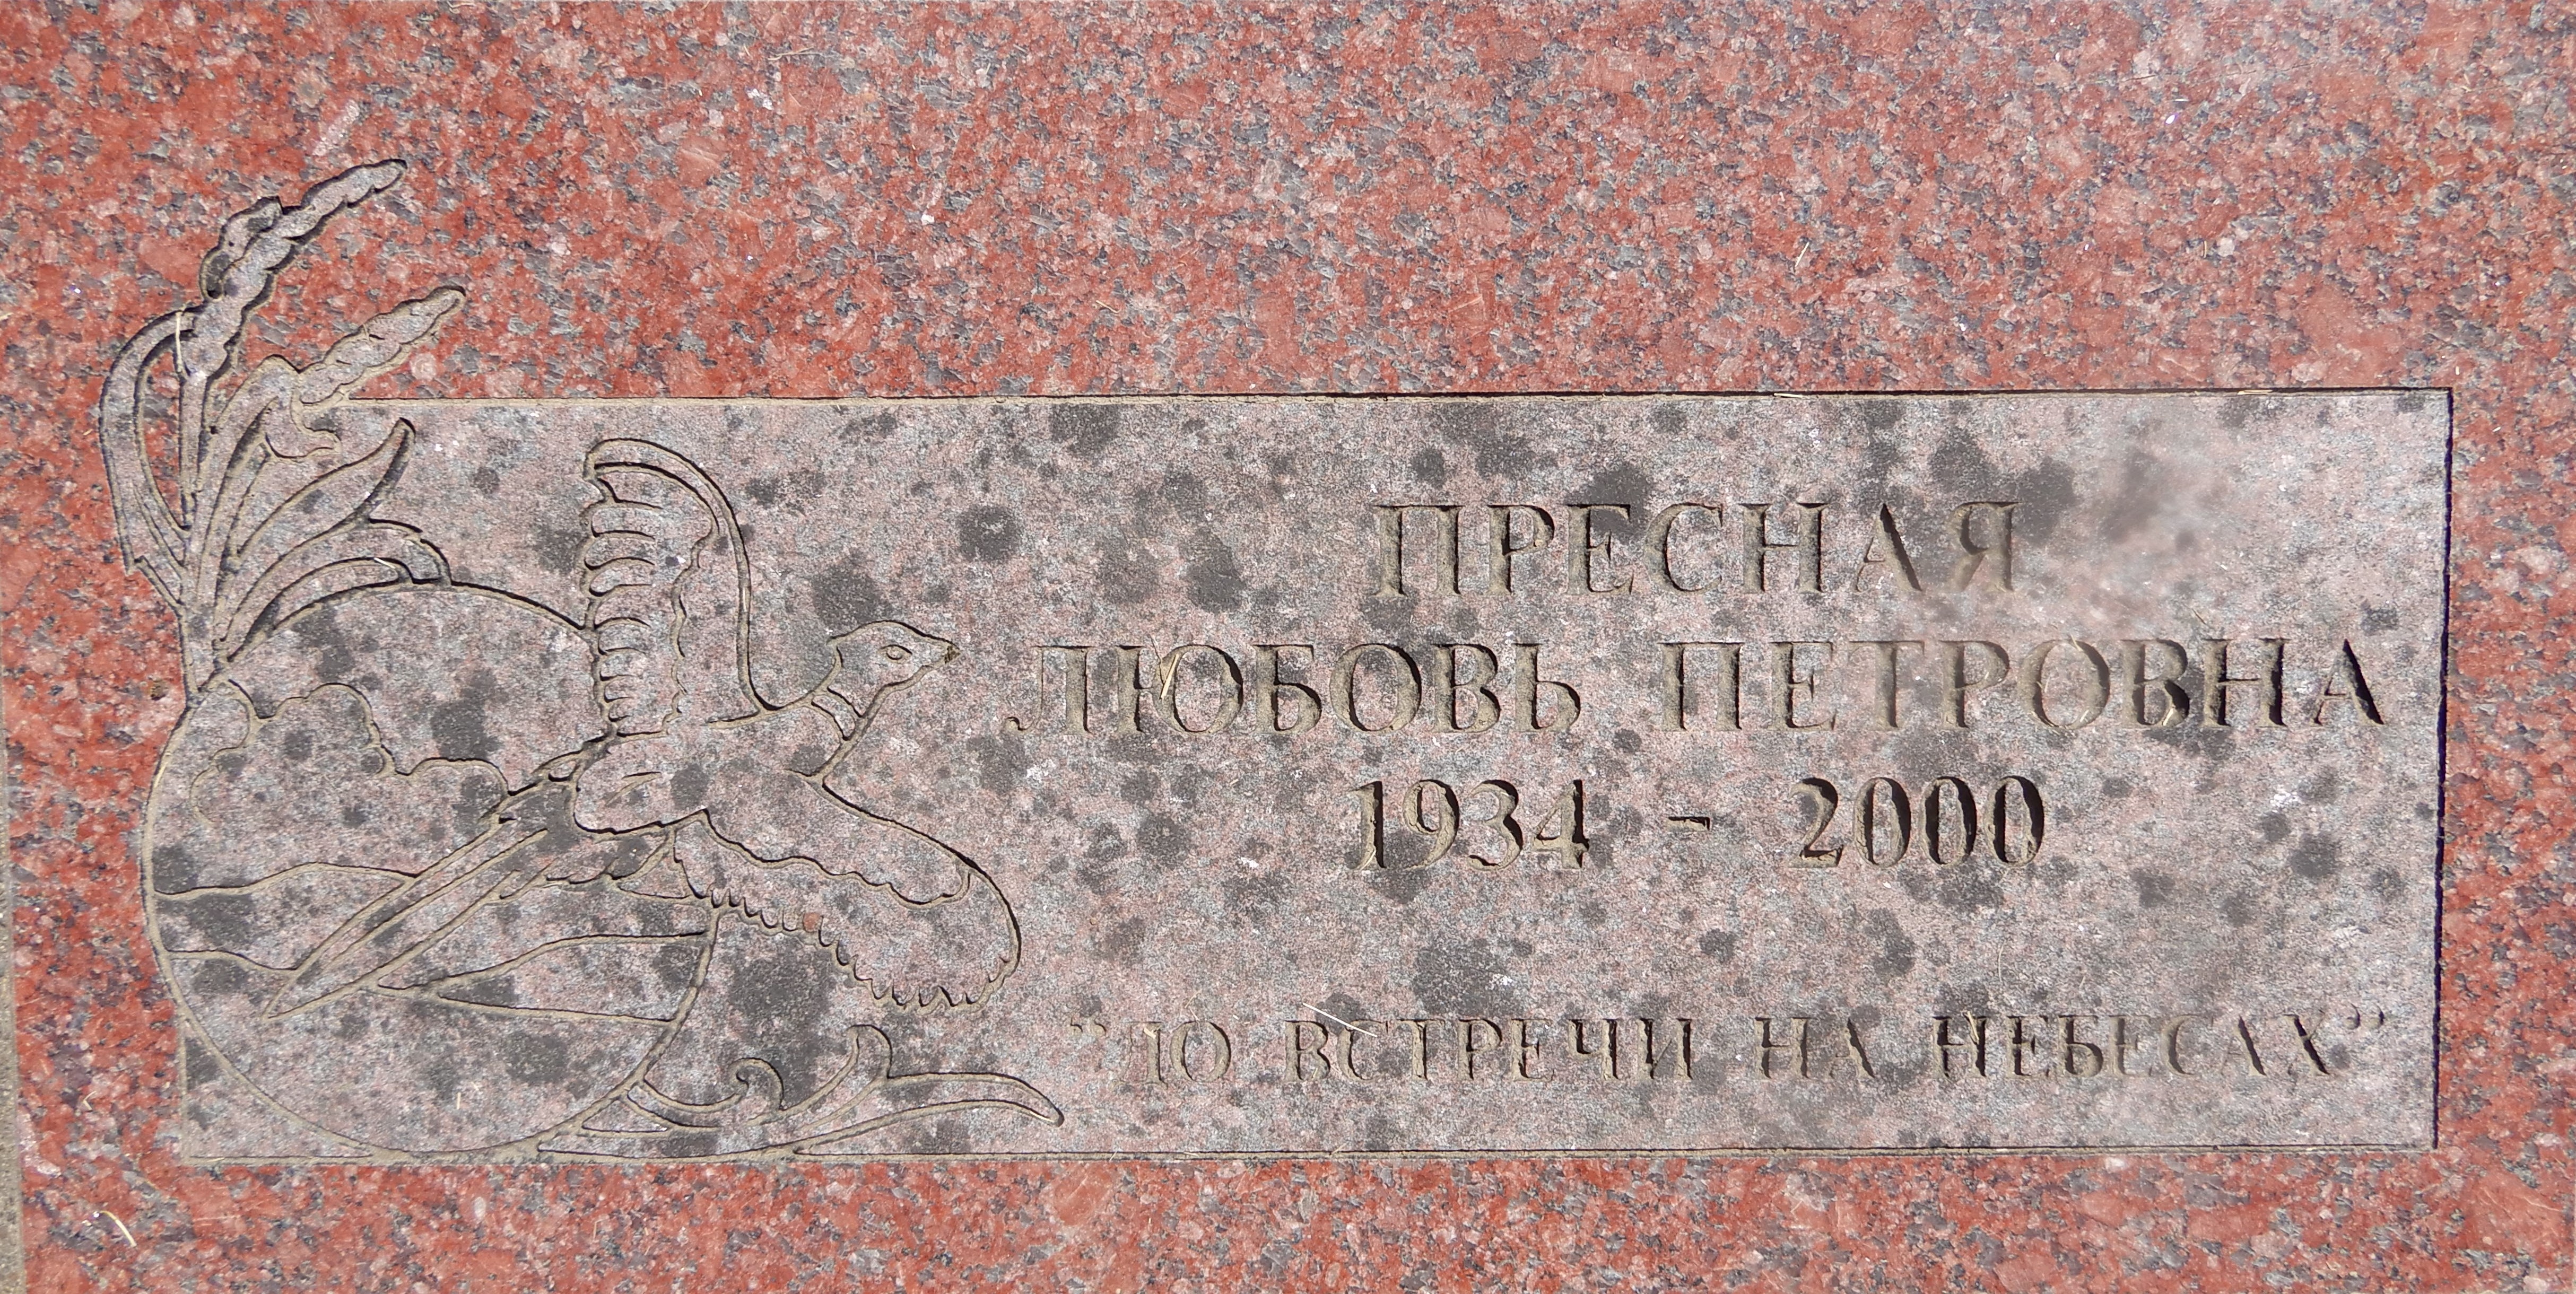 ПРЕСНАЯ
ЛЮБОВЬ ПЕТРОВНА
1934 - 2000
"ДО ВСТРЕЧИ НА НЕБЕСАХ"